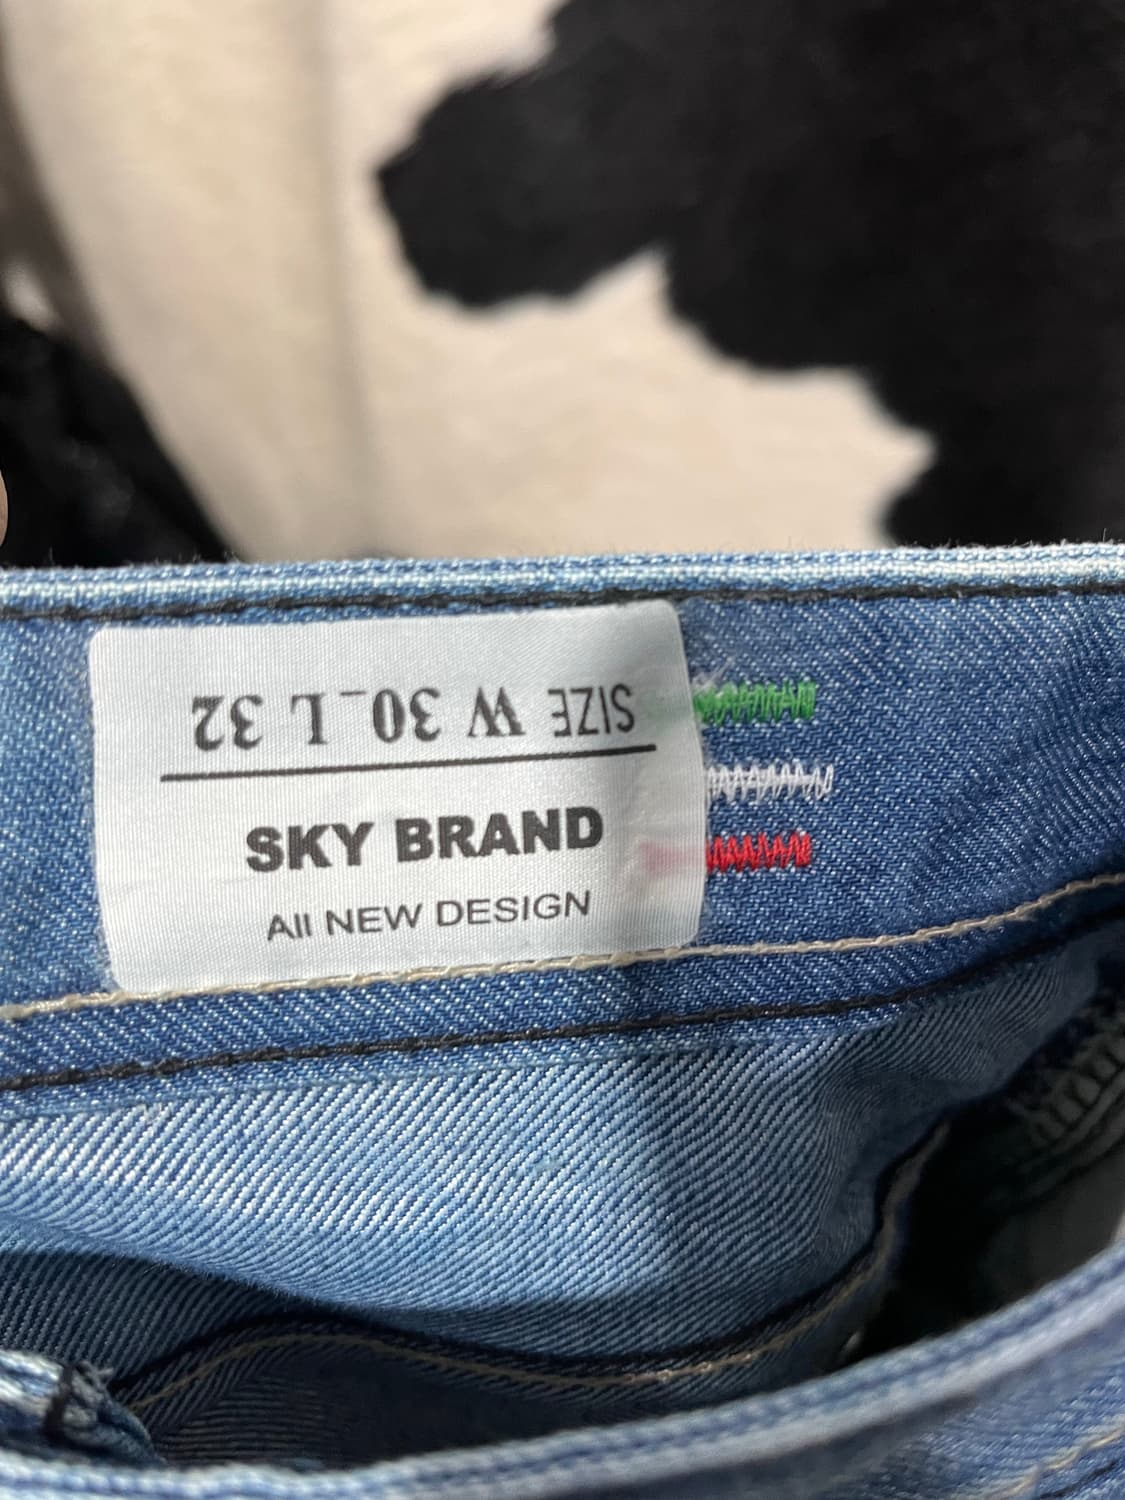 SIZE W 30_L 32
SKY BRAND
All NEW DESIGN